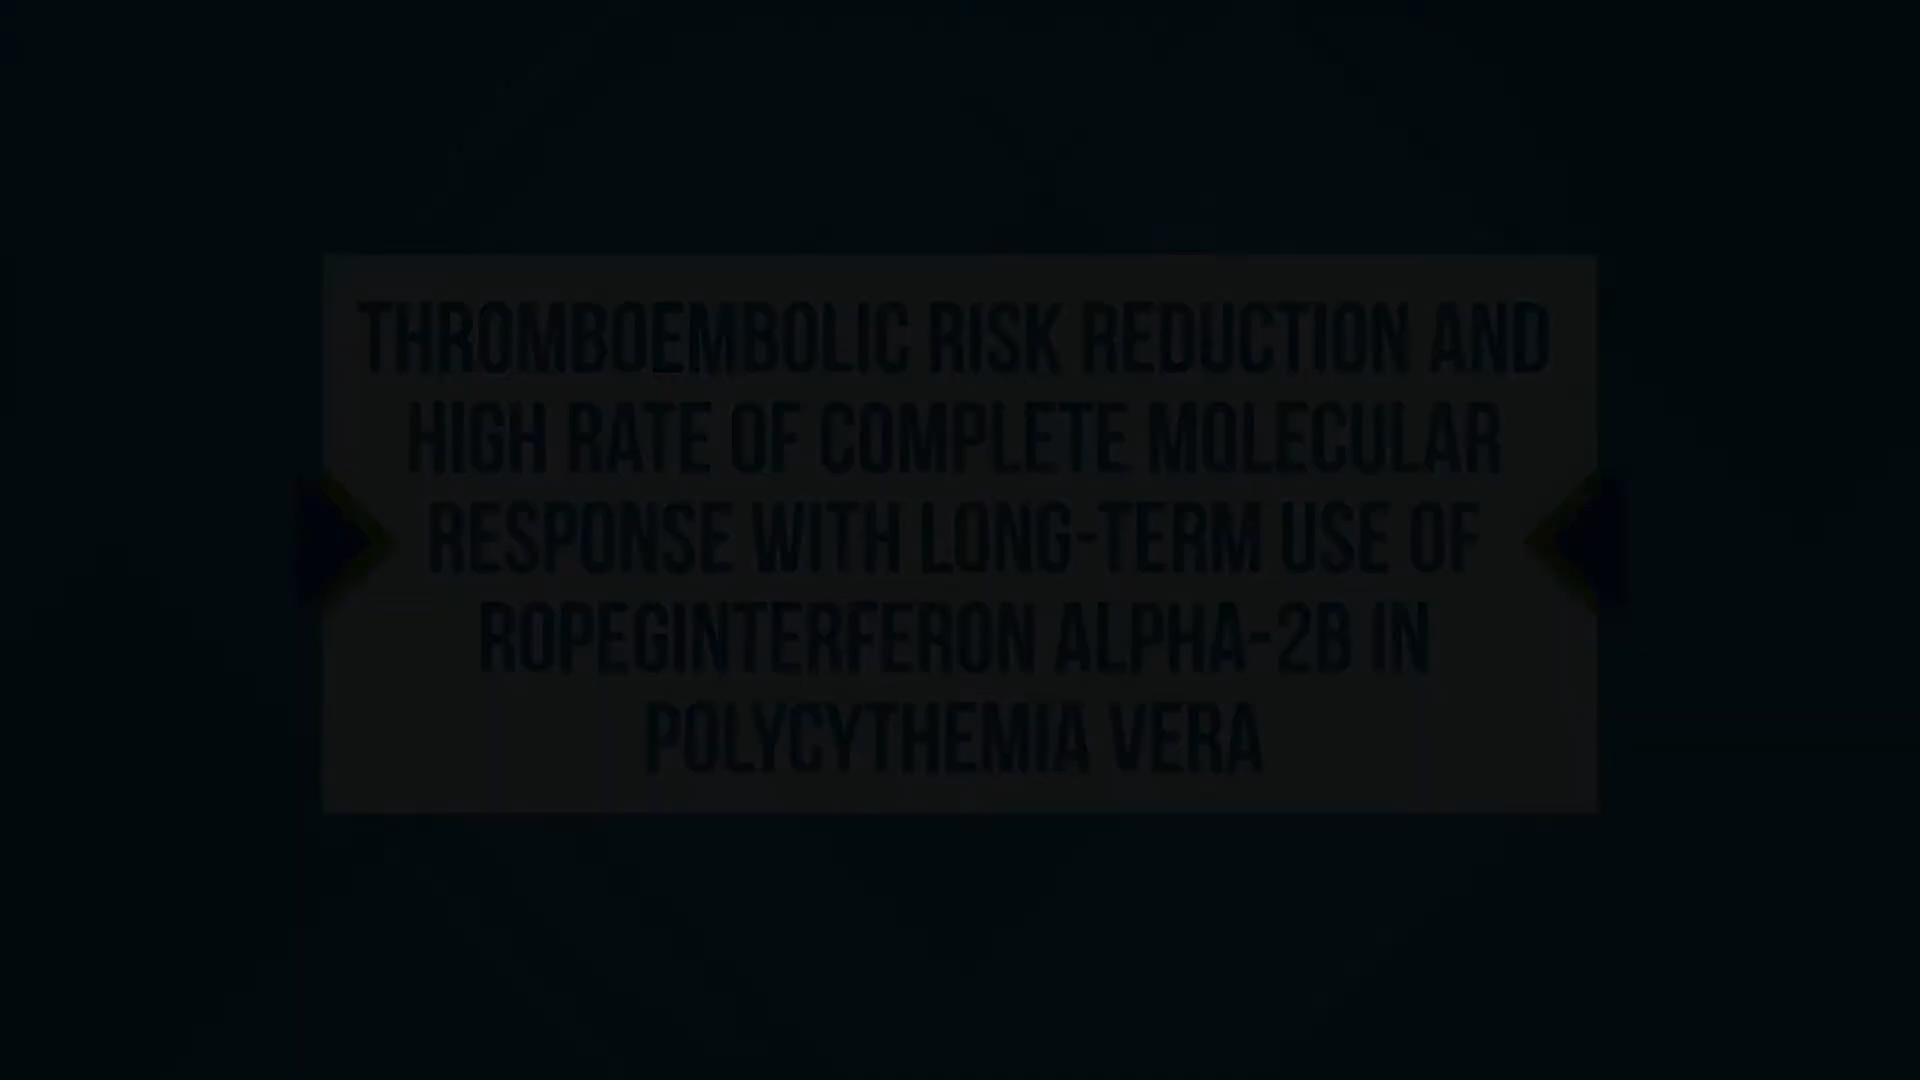 THROMBOEMBOLIC RISK REDUCTION AND
HIGH RATE OF COMPLETE MOLECULAR
RESPONSE WITH LONG-TERM USE OF
ROPEGINTERFERON ALPHA-2B IN
POLYCYTHEMIA VERA